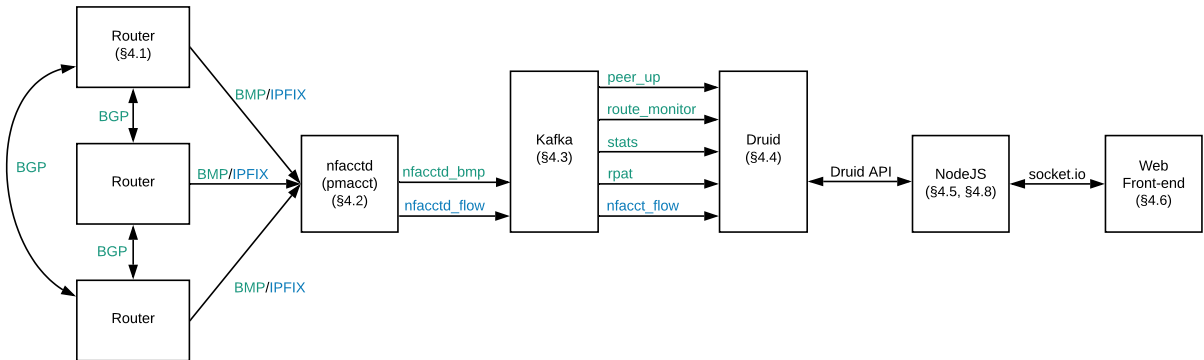 Router
(§4.1)
BMP/IPFIX
BGP
BGP
Router
BMP/IPFIX
BGP
Router
BMP/IPFIX
nfacctd
(pmacct)
(§4.2)
nfacctd_bmp
nfacctd_flow
Kafka
(§4.3)
peer_up
route_monitor
stats
rpat
nfacct_flow
Druid
(§4.4)
Druid API
NodeJS
(§4.5, §4.8)
socket.io
Web
Front-end
(§4.6)